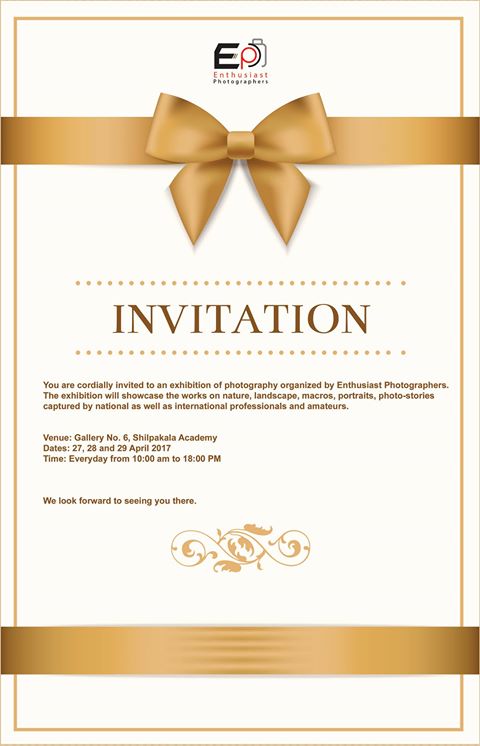 Ep
Enthusiast
Photographers
INVITATION
You are cordially invited to an exhibition of photography organized by Enthusiast Photographers.
The exhibition will showcase the works on nature, landscape, macros, portraits, photo-stories
captured by national as well as international professionals and amateurs.
Venue: Gallery No. 6, Shilpakala Academy
Dates: 27, 28 and 29 April 2017
Time: Everyday from 10:00 am to 18:00 PM
We look forward to seeing you there.